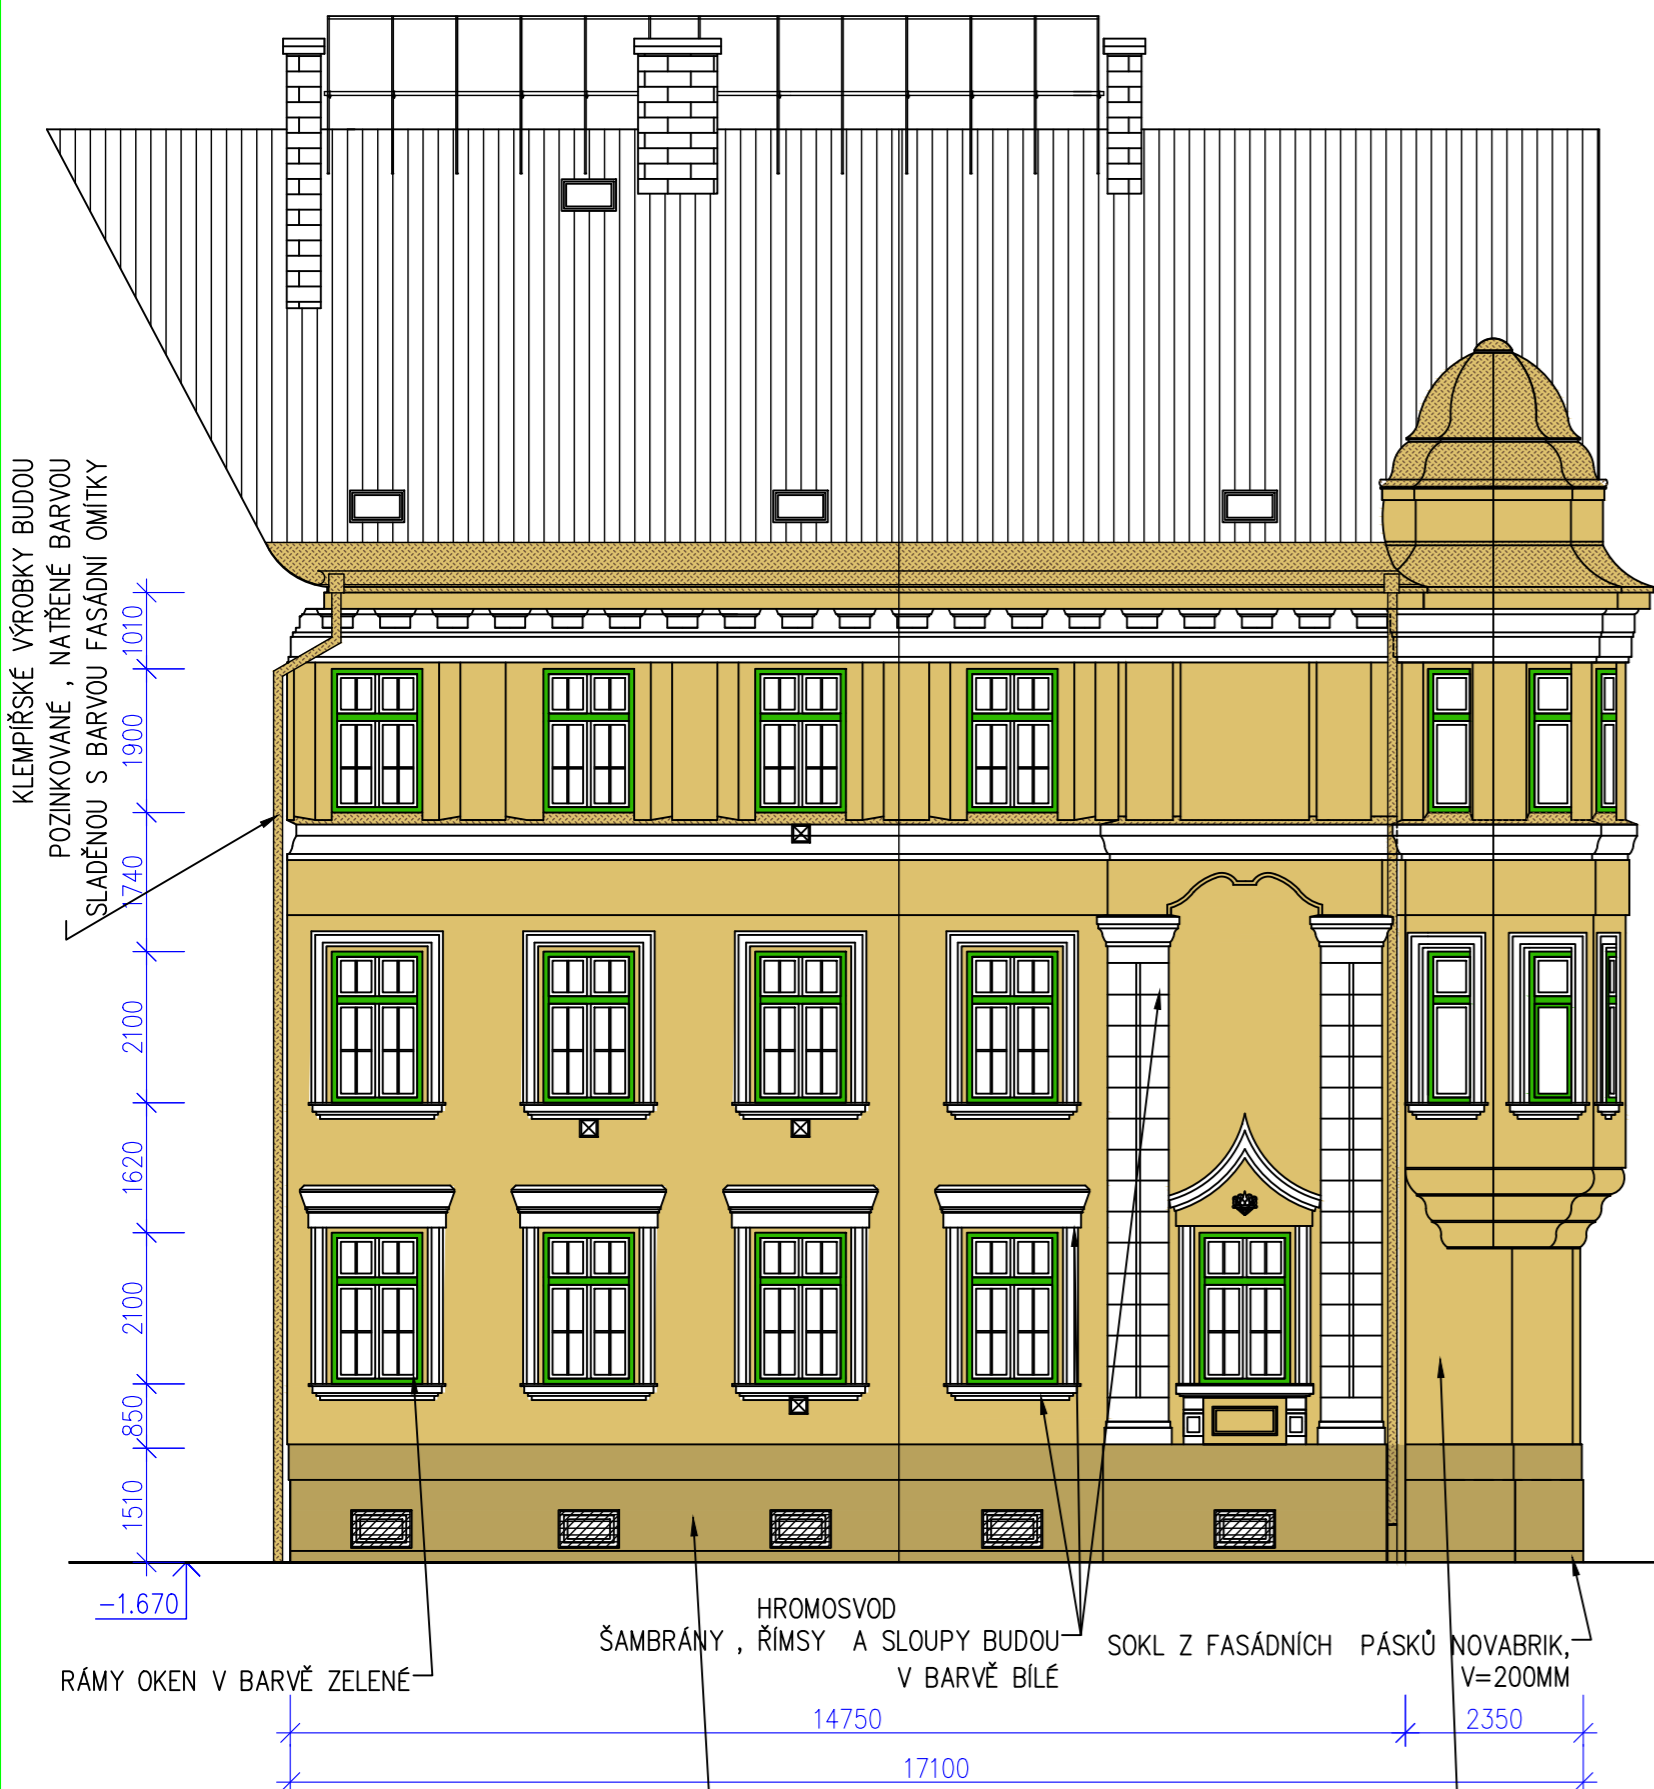 KLEMPÍŘSKÉ VÝROBKY BUDOU
POZINKOVANÉ , NATŘENÉ BARVOU
SLADĚNOU S BARVOU FASÁDNÍ OMÍTKY
1010
1900
1740
2100
1620
2100
850
1510
-1.670
HROMOSVOD
ŠAMBRÁNY , ŘÍMSY A SLOUPY BUDOU
V BARVĚ BÍLÉ
SOKL Z FASÁDNÍCH PÁSKŮ NOVABRIK,
V=200MM
RÁMY OKEN V BARVĚ ZELENÉ
14750
2350
17100